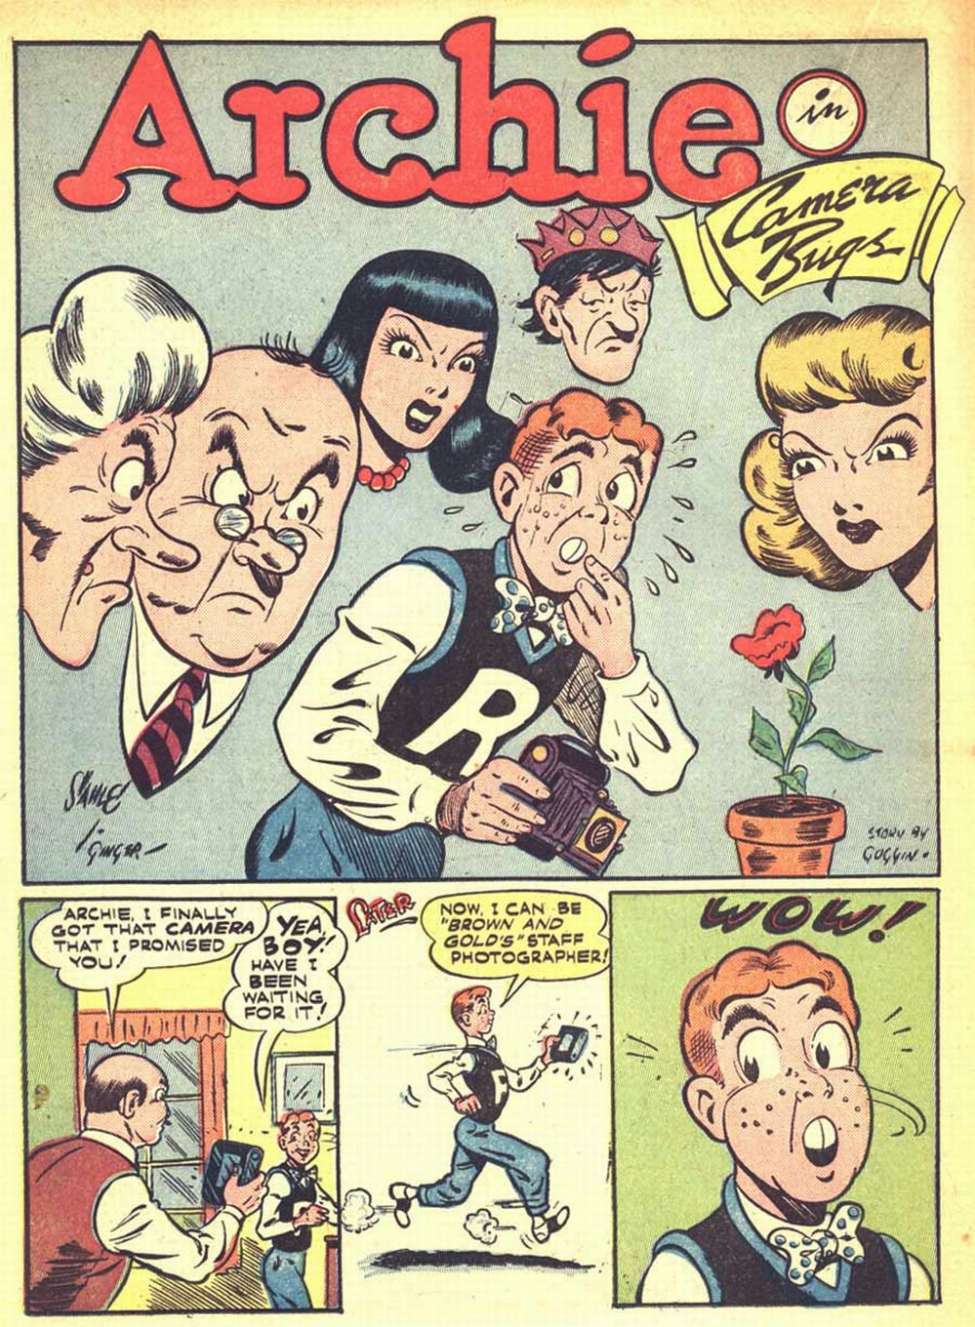 Archie in
Camera
Bugs
R
STORY BY
GOGGIN.
GINGER
ARCHIE, I FINALLY
GOT THAT CAMERA
THAT I PROMISED
YOU!
YEA,
BOY!
HAVE I
BEEN
WAITING
FOR IT!
LATER
NOW, I CAN BE
"BROWN AND
GOLD'S" STAFF
PHOTOGRAPHER!
WOW!